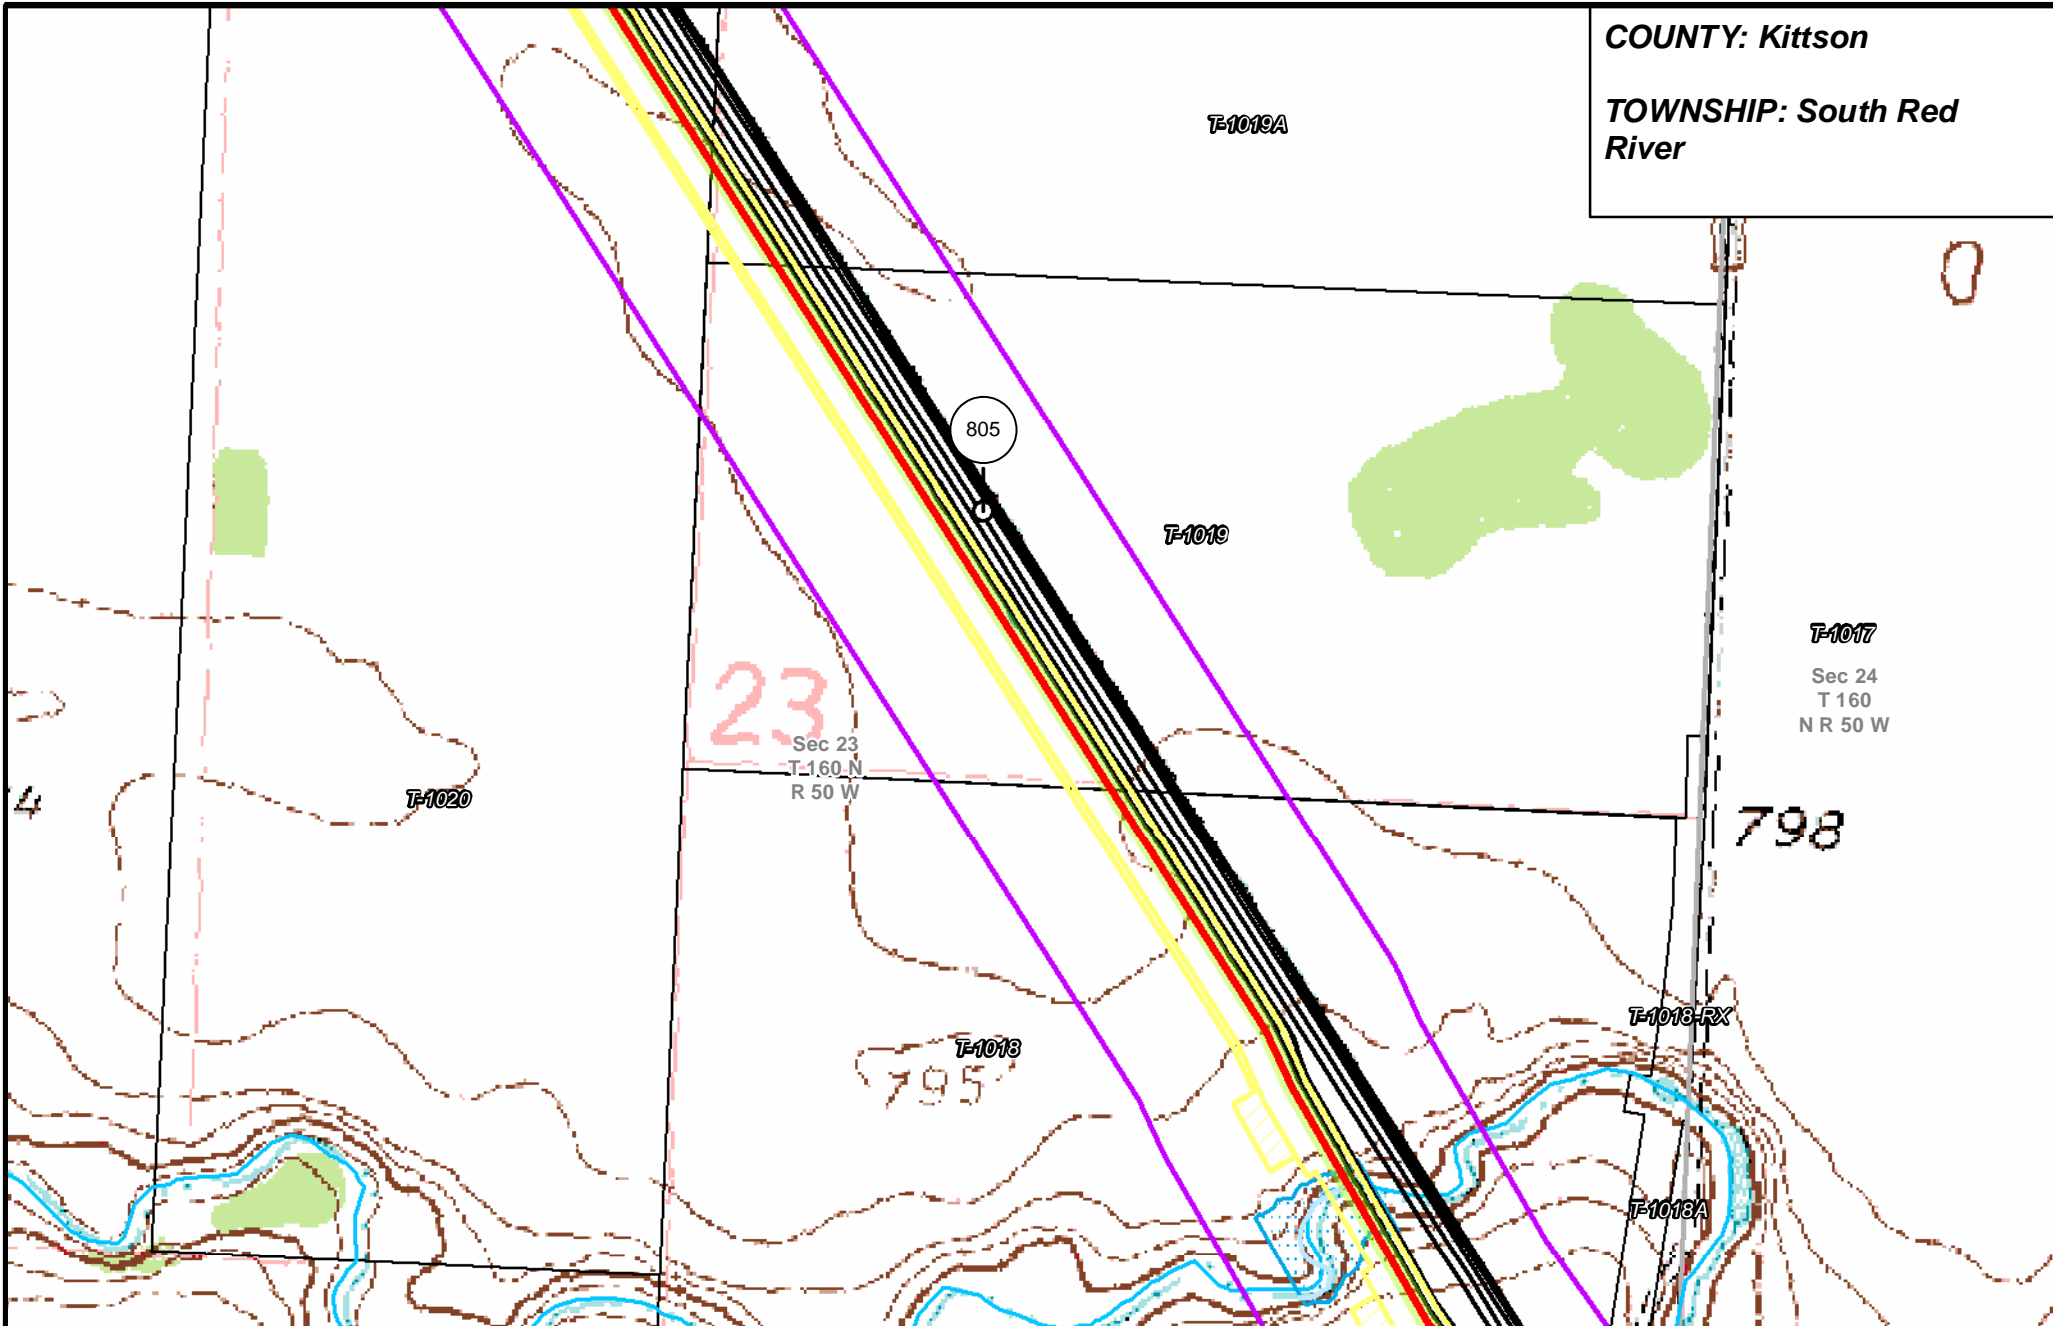 COUNTY: Kittson
TOWNSHIP: South Red
River
T-1019A
805
T-1019
T-1017
Sec 24
T 160
N R 50 W
23
Sec 23
T 160 N
R 50 W
T-1020
4
798
T-1018-RX
T-1018
795
T-1018A